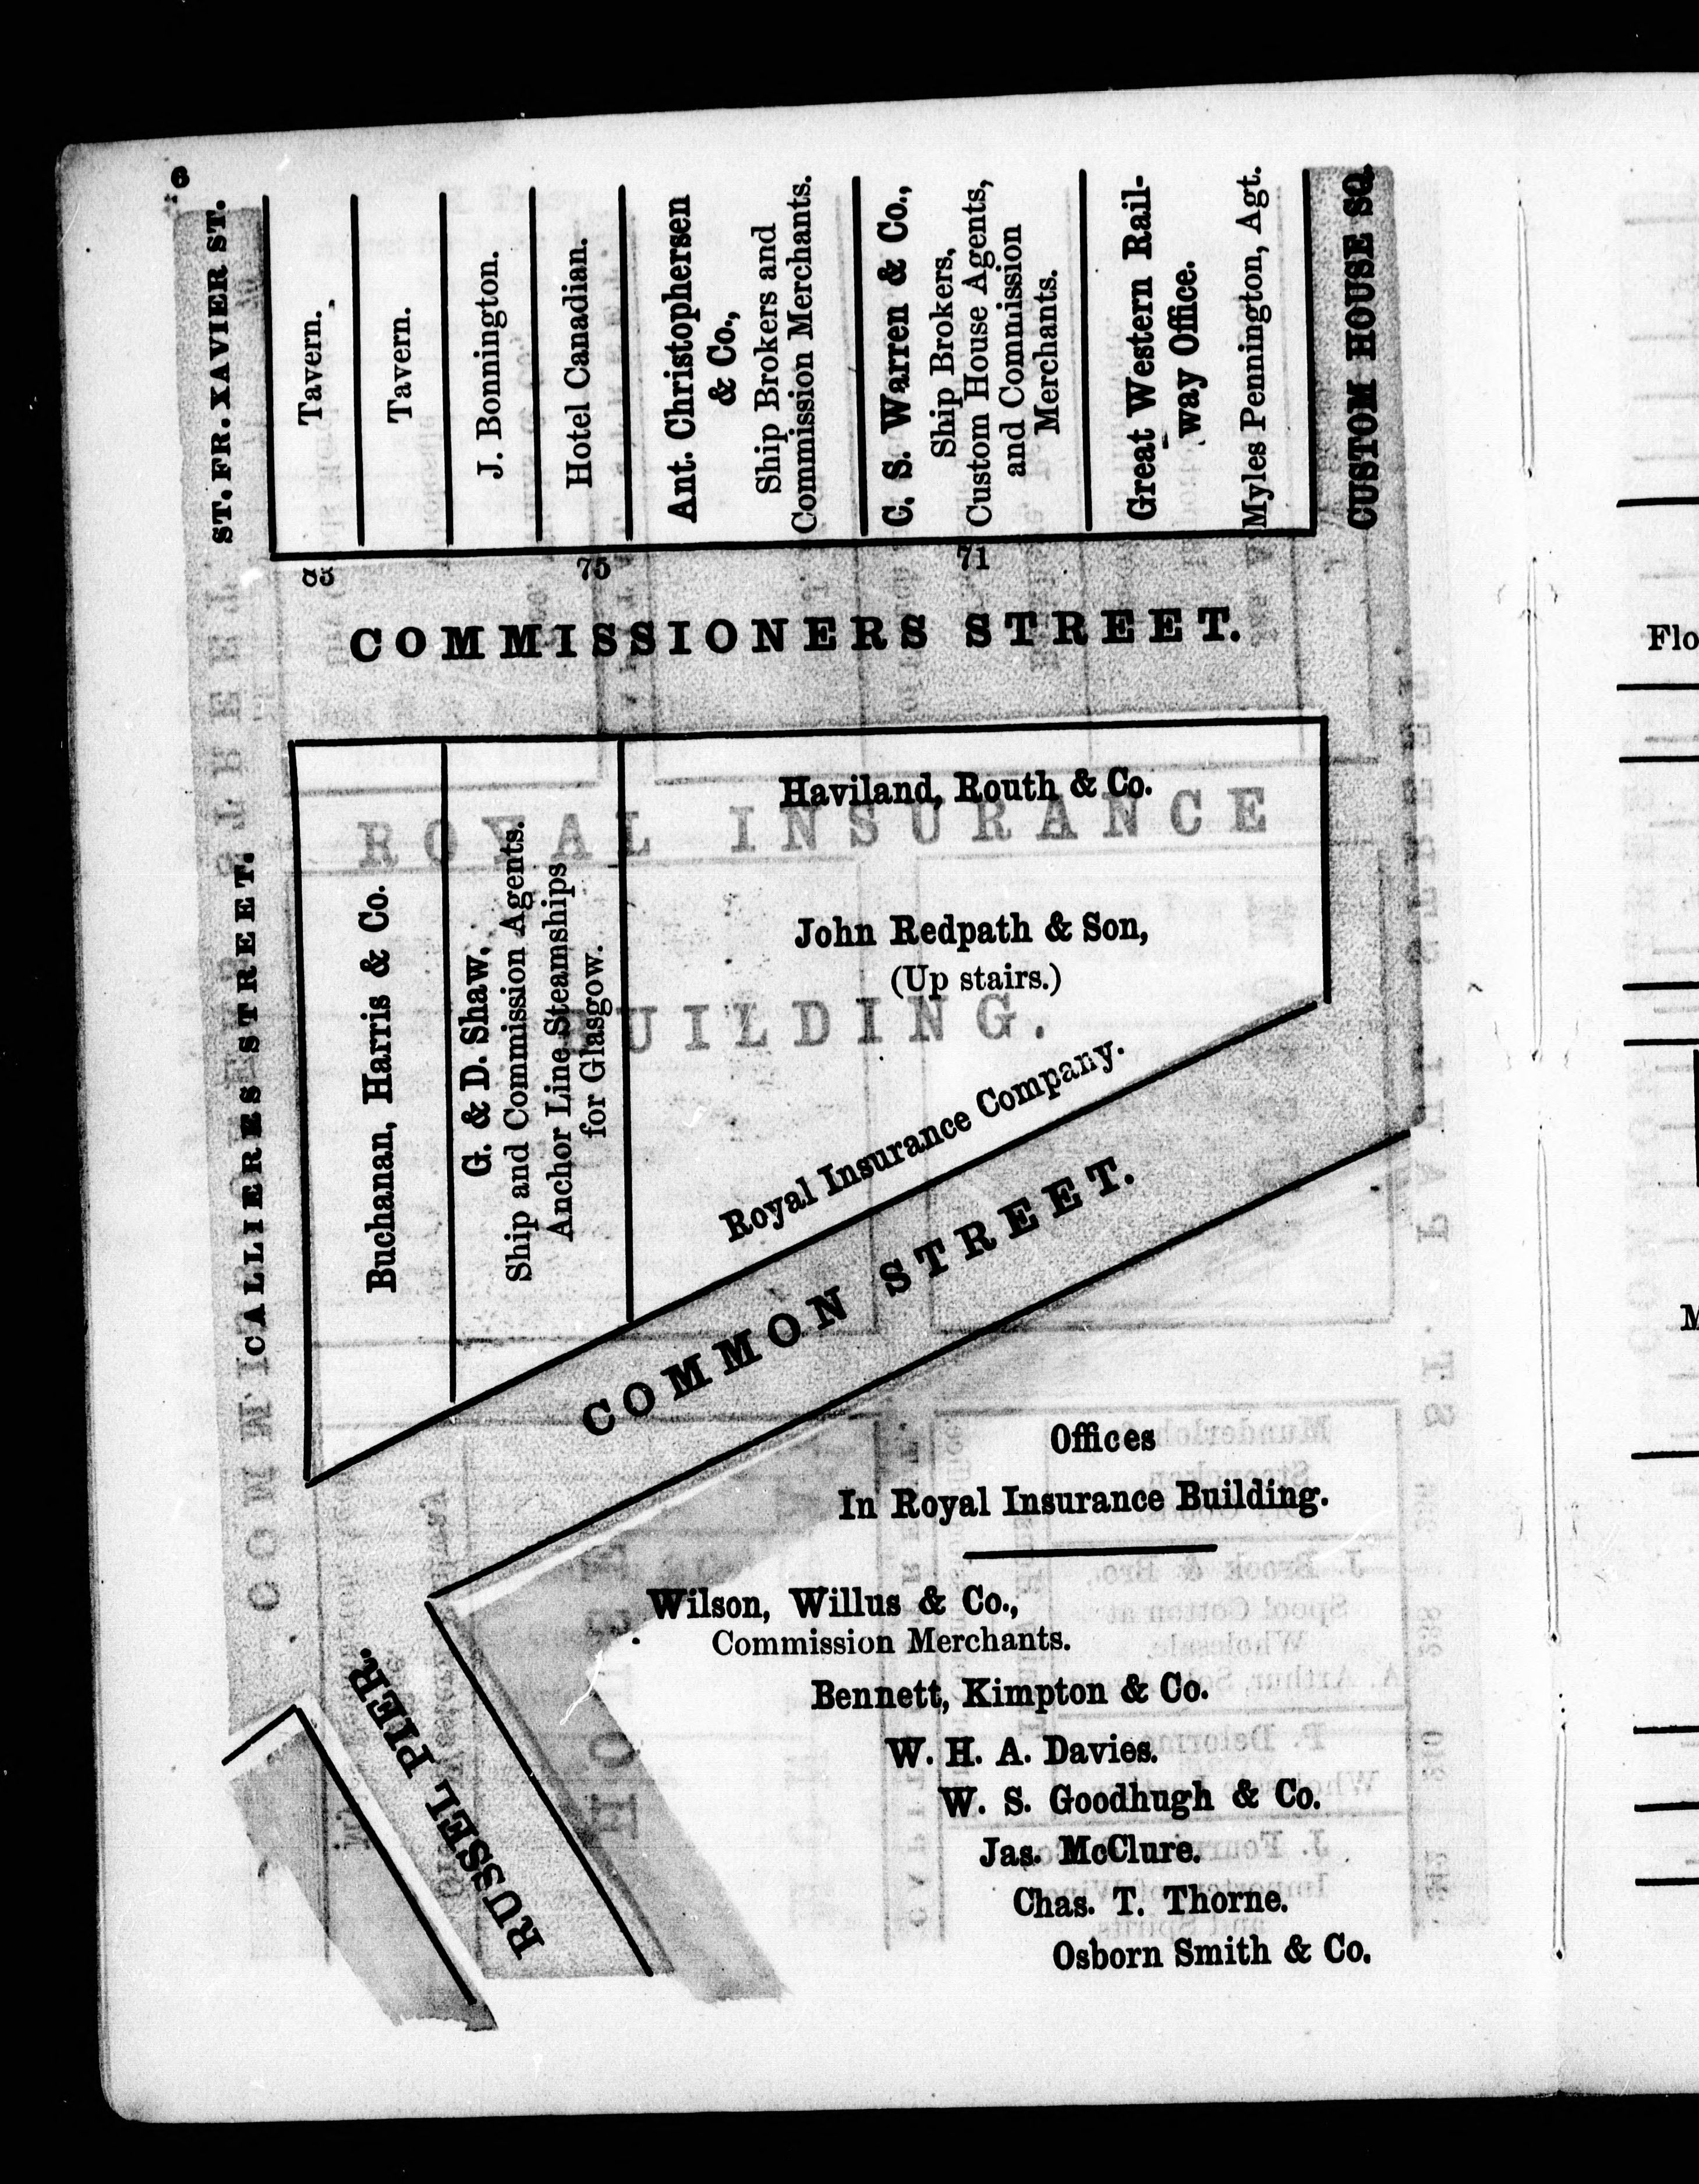 6
ST. FR. XAVIER ST.
Tavern.
Tavern.
J. Bonnington.
Hotel Canadian.
Ant. Christophersen
& Co.,
Ship Brokers and
Commission Merchants.
C. S. Warren & Co.,
Ship Brokers,
Custom House Agents,
and Commission
Merchants.
Great Western Rail-
way Office.
Myles Pennington, Agt.
CUSTOM HOUSE SQ.
83
75
71
COMMISSIONERS STREET.
CALLIERES STREET.
Buchanan, Harris & Co.
G. & D. Shaw,
Ship and Commission Agents.
Anchor Line Steamships
for Glasgow.
Haviland, Routh & Co.
ROYAL INSURANCE
John Redpath & Son,
(Up stairs.)
BUILDING.
Royal Insurance Company.
COMMON STREET.
RUSSEL PIER.
Offices
In Royal Insurance Building.
Wilson, Willus & Co.,
Commission Merchants.
Bennett, Kimpton & Co.
W. H. A. Davies.
W. S. Goodhugh & Co.
Jas. McClure.
Chas. T. Thorne.
Osborn Smith & Co.
Flo
M